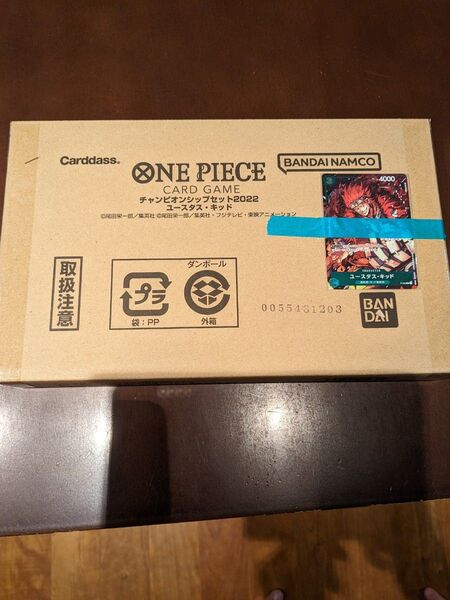 Carddass®
ONE PIECE
CARD GAME
BANDAI NAMCO
チャンピオンシップセット2022
ユースタス・キッド
©尾田栄一郎／集英社 ©尾田栄一郎／集英社・フジテレビ・東映アニメーション
4000
CHARACTER
ユースタス・キッド
取扱注意
プラ
袋：PP
ダンボール
外箱
0055481203
BAN
DAI